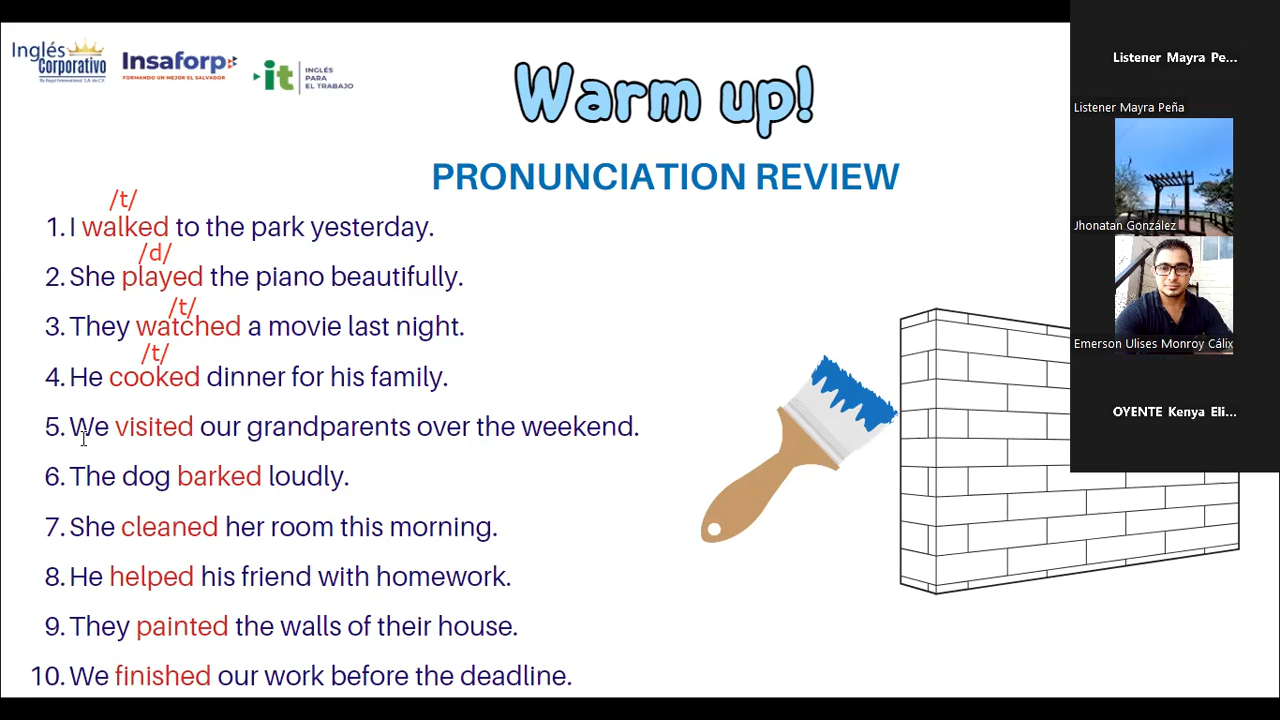 Inglés
Corporativo
By Requi International, S.A. de C.V.
Insaforp
FORMANDO UN MEJOR EL SALVADOR
it
INGLÉS
PARA
EL TRABAJO
Warm up!
PRONUNCIATION REVIEW
/t/
1. I walked to the park yesterday.
/d/
2. She played the piano beautifully.
/t/
3. They watched a movie last night.
/t/
4. He cooked dinner for his family.
5. We visited our grandparents over the weekend.
6. The dog barked loudly.
7. She cleaned her room this morning.
8. He helped his friend with homework.
9. They painted the walls of their house.
10. We finished our work before the deadline.
Listener Mayra Pe...
Listener Mayra Peña
Jhonatan González
Emerson Ulises Monroy Cálix
OYENTE Kenya Eli...